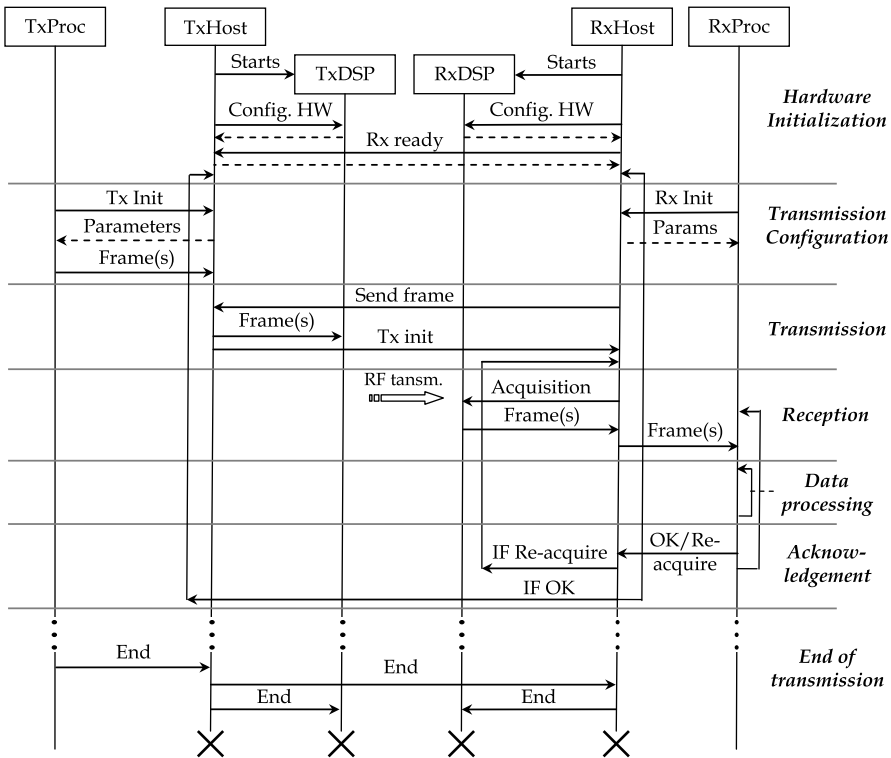 TxProc
TxHost
RxHost
RxProc
Starts
TxDSP
RxDSP
Starts
Hardware
Initialization
Config. HW
Config. HW
Rx ready
Tx Init
Rx Init
Transmission
Configuration
Parameters
Params
Frame(s)
Send frame
Frame(s)
Tx init
Transmission
RF tansm.
Acquisition
Frame(s)
Frame(s)
Reception
Data
processing
IF Re-acquire
OK/Re-
acquire
Acknow-
ledgement
IF OK
End
End
End
End
End of
transmission